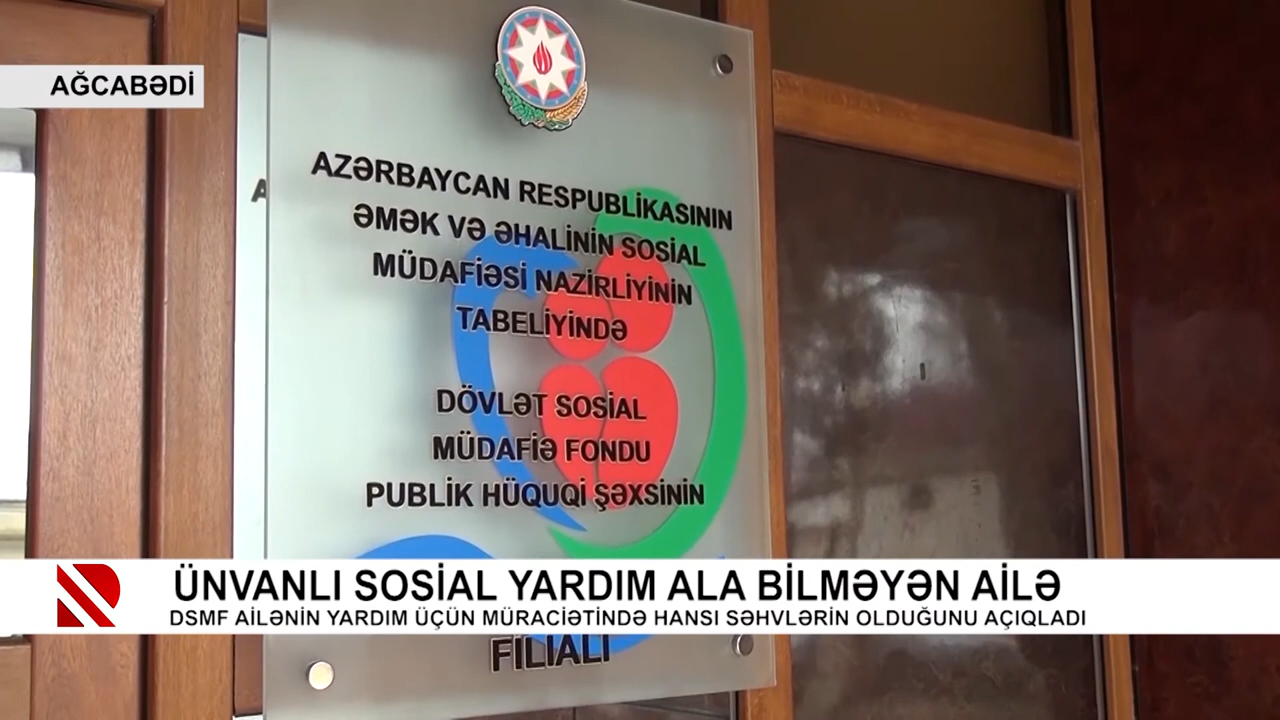 AĞCABƏDİ
AZƏRBAYCAN RESPUBLİKASININ
ƏMƏK VƏ ƏHALİNİN SOSİAL
MÜDAFİƏSİ NAZİRLİYİNİN
TABELİYİNDƏ
DÖVLƏT SOSİAL
MÜDAFİƏ FONDU
PUBLİK HÜQUQİ ŞƏXSİNİN
ÜNVANLI SOSİAL YARDIM ALA BİLMƏYƏN AİLƏ
DSMF AİLƏNİN YARDIM ÜÇÜN MÜRACİƏTİNDƏ HANSI SƏHVLƏRİN OLDUĞUNU AÇIQLADI
FİLİALI